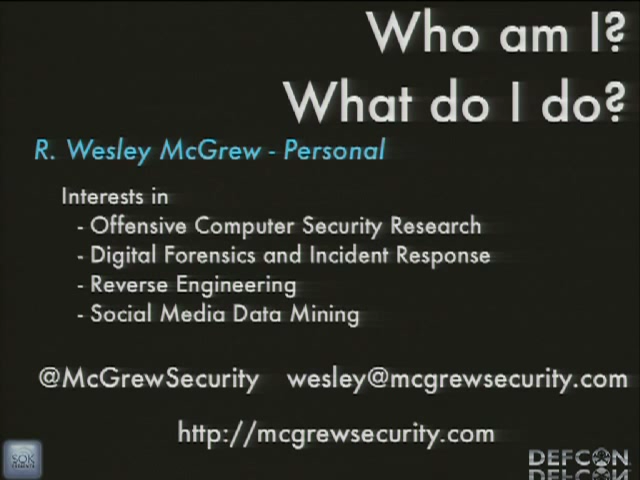 Who am I?
What do I do?
R. Wesley McGrew - Personal
Interests in
- Offensive Computer Security Research
- Digital Forensics and Incident Response
- Reverse Engineering
- Social Media Data Mining
@McGrewSecurity wesley@mcgrewsecurity.com
http://mcgrewsecurity.com
SOK
DEFCON